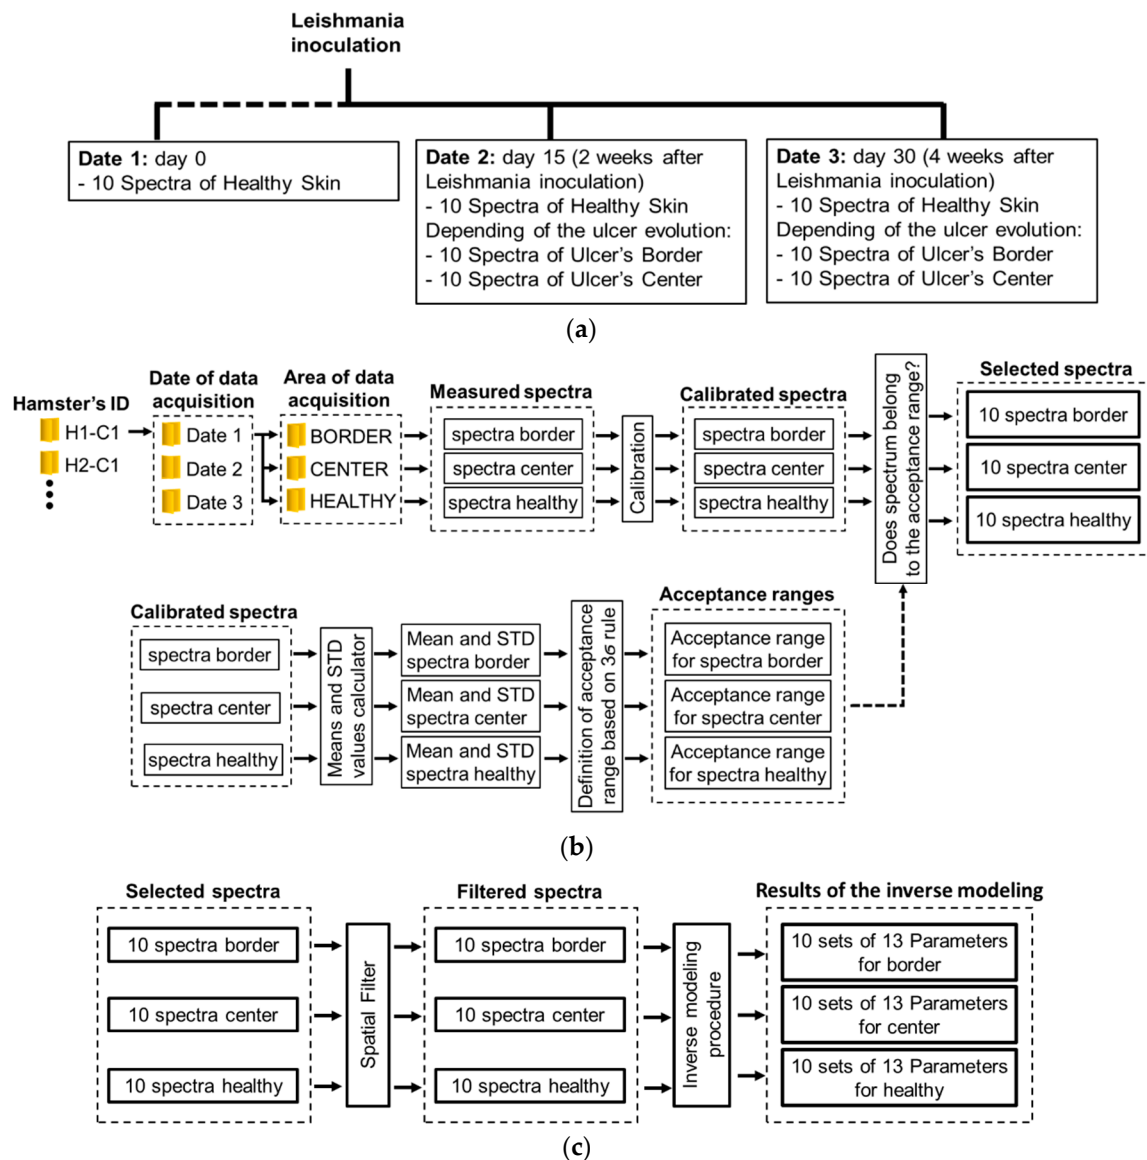 Leishmania
inoculation
Date 1: day 0
- 10 Spectra of Healthy Skin
Date 2: day 15 (2 weeks after
Leishmania inoculation)
- 10 Spectra of Healthy Skin
Depending of the ulcer evolution:
- 10 Spectra of Ulcer's Border
- 10 Spectra of Ulcer's Center
Date 3: day 30 (4 weeks after
Leishmania inoculation)
- 10 Spectra of Healthy Skin
Depending of the ulcer evolution:
- 10 Spectra of Ulcer's Border
- 10 Spectra of Ulcer's Center
(a)
Hamster's ID
H1-C1
H2-C1
Date of data
acquisition
Date 1
Date 2
Date 3
Area of data
acquisition
BORDER
CENTER
HEALTHY
Measured spectra
spectra border
spectra center
spectra healthy
Calibration
Calibrated spectra
spectra border
spectra center
spectra healthy
Does spectrum belong
to the acceptance range?
Selected spectra
10 spectra border
10 spectra center
10 spectra healthy
Calibrated spectra
spectra border
spectra center
spectra healthy
Means and STD
values calculator
Mean and STD
spectra border
Mean and STD
spectra center
Mean and STD
spectra healthy
Definition of acceptance
range based on 3σ rule
Acceptance ranges
Acceptance range
for spectra border
Acceptance range
for spectra center
Acceptance range
for spectra healthy
(b)
Selected spectra
10 spectra border
10 spectra center
10 spectra healthy
Spatial Filter
Filtered spectra
10 spectra border
10 spectra center
10 spectra healthy
Inverse modeling
procedure
Results of the inverse modeling
10 sets of 13 Parameters
for border
10 sets of 13 Parameters
for center
10 sets of 13 Parameters
for healthy
(c)